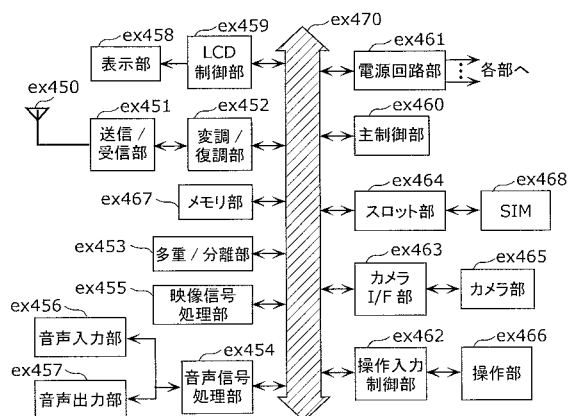 ex470
ex458
ex459
ex461
表示部
LCD
制御部
電源回路部
各部へ
ex450
ex451
ex452
ex460
送信/
受信部
変調/
復調部
主制御部
ex467
メモリ部
ex464
ex468
スロット部
SIM
ex453
多重/分離部
ex463
ex465
カメラ
I/F部
カメラ部
ex455
映像信号
処理部
ex456
音声入力部
ex454
ex462
ex466
音声信号
処理部
操作入力
制御部
操作部
ex457
音声出力部